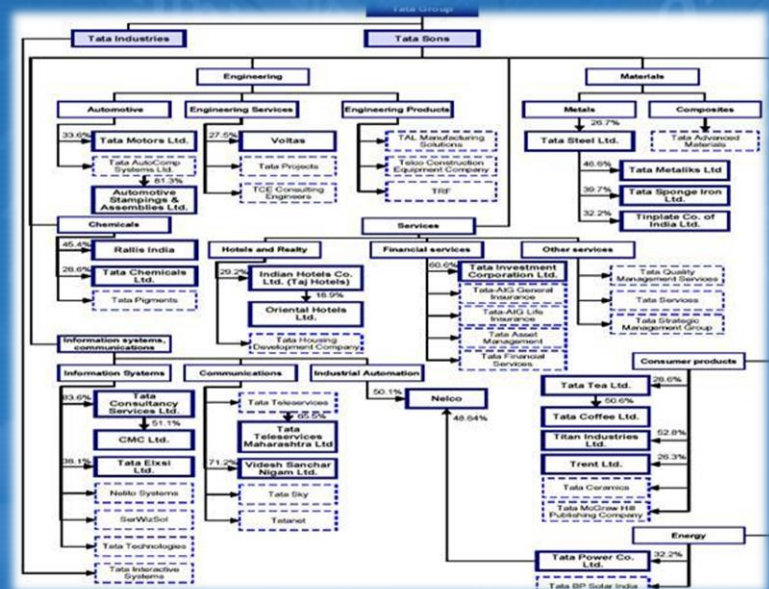 Tata Group
Tata Industries
Tata Sons
Engineering
Materials
Automotive
Engineering Services
Engineering Products
Metals
Composites
33.6%
Tata Motors Ltd.
27.5%
Voltas
TAL Manufacturing
Solutions
26.7%
Tata Steel Ltd.
Tata Advanced
Materials
Tata AutoComp
Systems Ltd.
Tata Projects
Telco Construction
Equipment Company
46.6%
Tata Metaliks Ltd
81.3%
Automotive
Stampings &
Assemblies Ltd.
TCE Consulting
Engineers
TRF
39.7%
Tata Sponge Iron Ltd.
32.2%
Tinplate Co. of
India Ltd.
Chemicals
Services
45.4%
Rallis India
Hotels and Realty
Financial services
Other services
28.6%
Tata Chemicals
Ltd.
29.2%
Indian Hotels Co.
Ltd. (Taj Hotels)
60.6%
Tata Investment
Corporation Ltd.
Tata Quality
Management Services
Tata Pigments
18.9%
Oriental Hotels
Ltd.
Tata-AIG General
Insurance
Tata Services
Tata-AIG Life
Insurance
Tata Strategic
Management Group
Tata Housing
Development Company
Tata Asset
Management
Tata Financial
Services
Information systems,
communications
Consumer products
Information Systems
Communications
Industrial Automation
83.6%
Tata
Consultancy
Services Ltd.
Tata Teleservices
50.1%
Nelco
Tata Tea Ltd.
28.6%
51.1%
CMC Ltd.
65.5%
Tata
Teleservices
Maharashtra Ltd
48.64%
50.6%
Tata Coffee Ltd.
Titan Industries
Ltd.
52.8%
Tata Elxsi
Ltd.
71.2%
Videsh Sanchar
Nigam Ltd.
Trent Ltd.
26.3%
Nelito Systems
Tata Sky
Tata Ceramics
SerWizSol
Tatanet
Tata McGraw Hill
Publishing Company
Tata Technologies
Energy
Tata Interactive
Systems
Tata Power Co.
Ltd.
32.2%
Tata BP Solar India